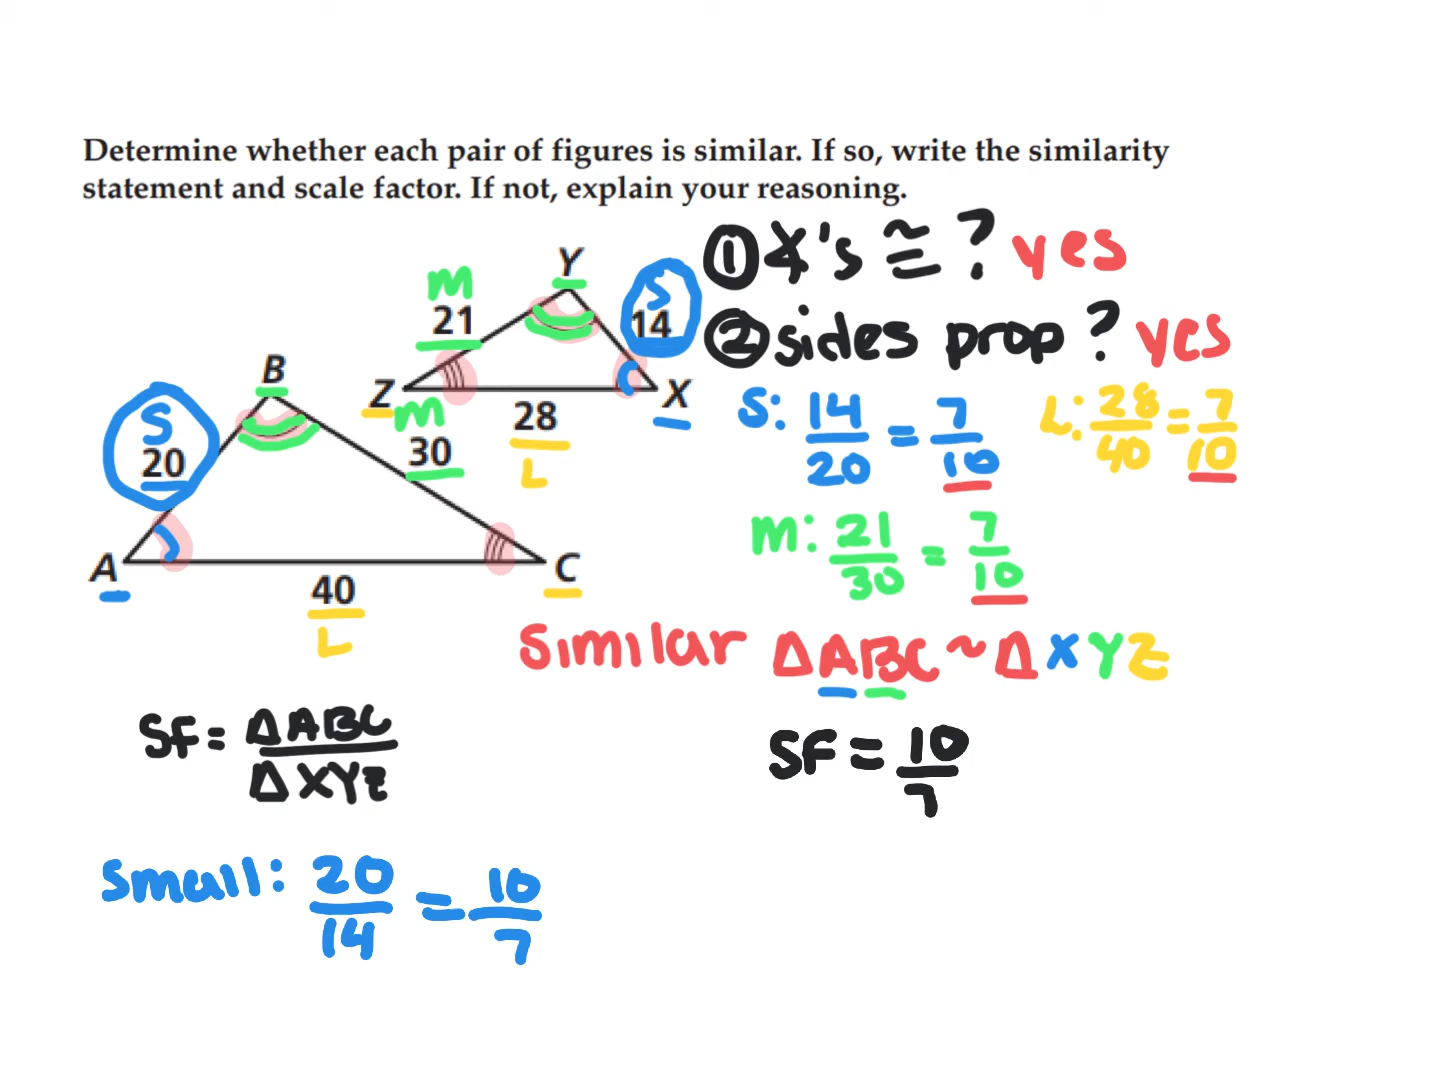 Determine whether each pair of figures is similar. If so, write the similarity
statement and scale factor. If not, explain your reasoning.
① ∡'s ≅ ? yes
② sides prop ? yes
Y
m
21
S
14
Z
X
28
L
B
S
20
m
30
A
C
40
L
S: 14/20 = 7/10
L: 28/40 = 7/10
m: 21/30 = 7/10
Similar ΔABC ~ ΔXYZ
SF = ΔABC/ΔXYZ
SF = 10/7
Small: 20/14 = 10/7